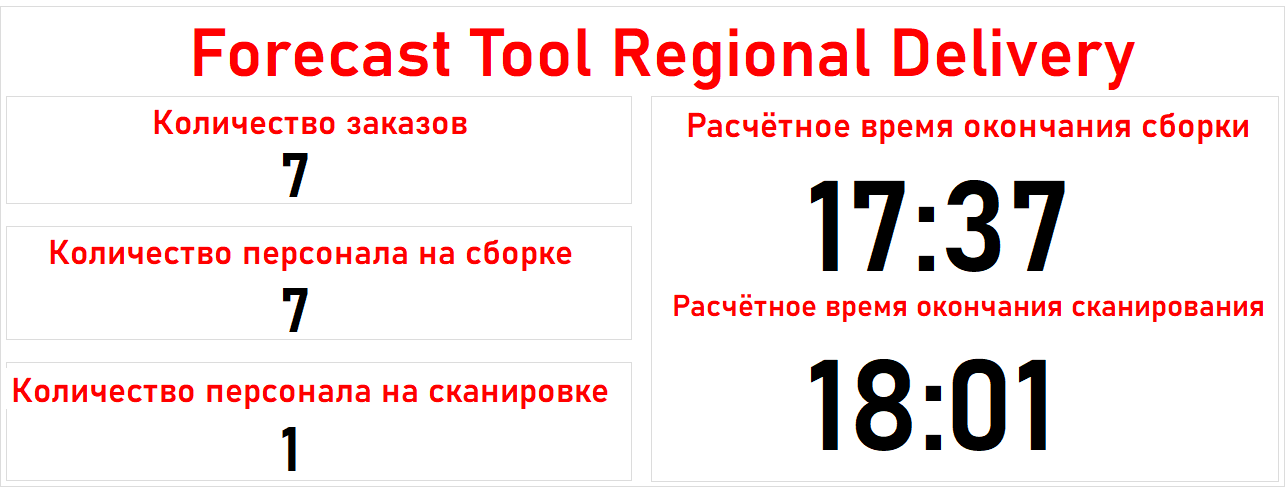 Forecast Tool Regional Delivery
Количество заказов
7
Количество персонала на сборке
7
Количество персонала на сканировке
1
Расчётное время окончания сборки
17:37
Расчётное время окончания сканирования
18:01